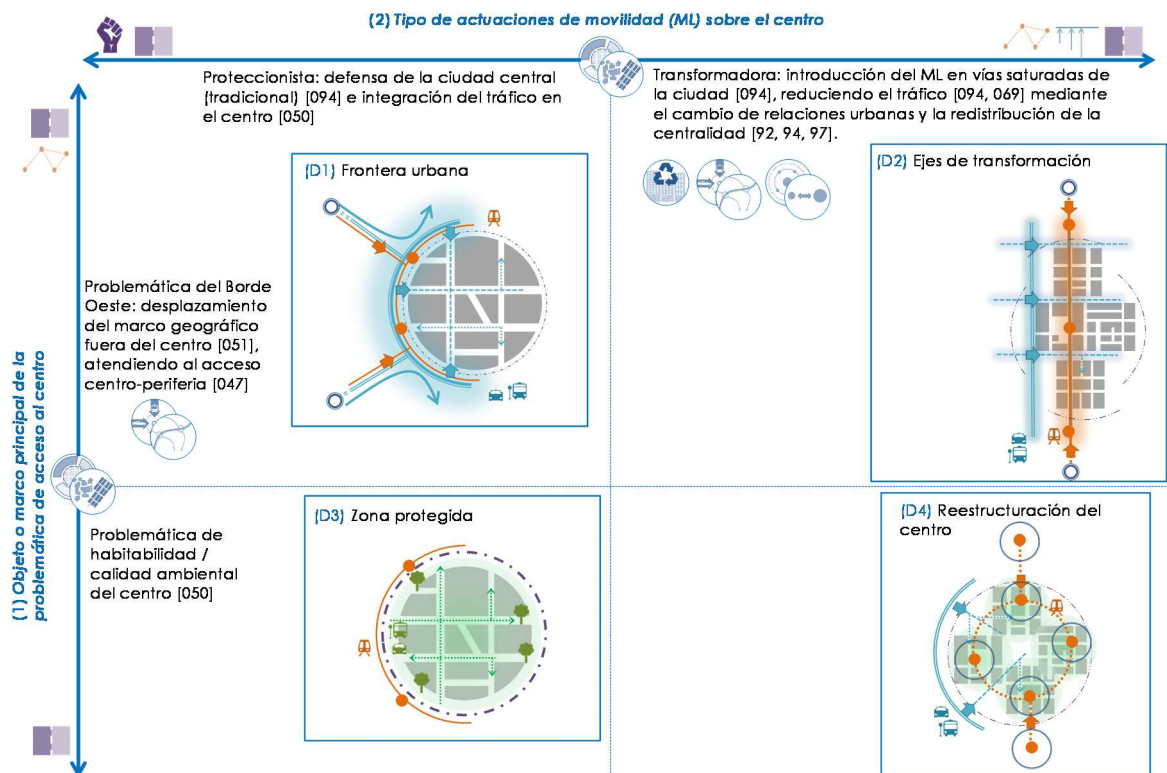 (2) Tipo de actuaciones de movilidad (ML) sobre el centro
Proteccionista: defensa de la ciudad central
(tradicional) [094] e integración del tráfico en
el centro [050]
Transformadora: introducción del ML en vías saturadas de
la ciudad [094], reduciendo el tráfico [094, 069] mediante
el cambio de relaciones urbanas y la redistribución de la
centralidad [92, 94, 97].
(D1) Frontera urbana
(D2) Ejes de transformación
Problemática del Borde
Oeste: desplazamiento
del marco geográfico
fuera del centro [051],
atendiendo al acceso
centro-periferia [047]
(1) Objeto o marco principal de la
problemática de acceso al centro
Problemática de
habitabilidad /
calidad ambiental
del centro [050]
(D3) Zona protegida
(D4) Reestructuración del
centro